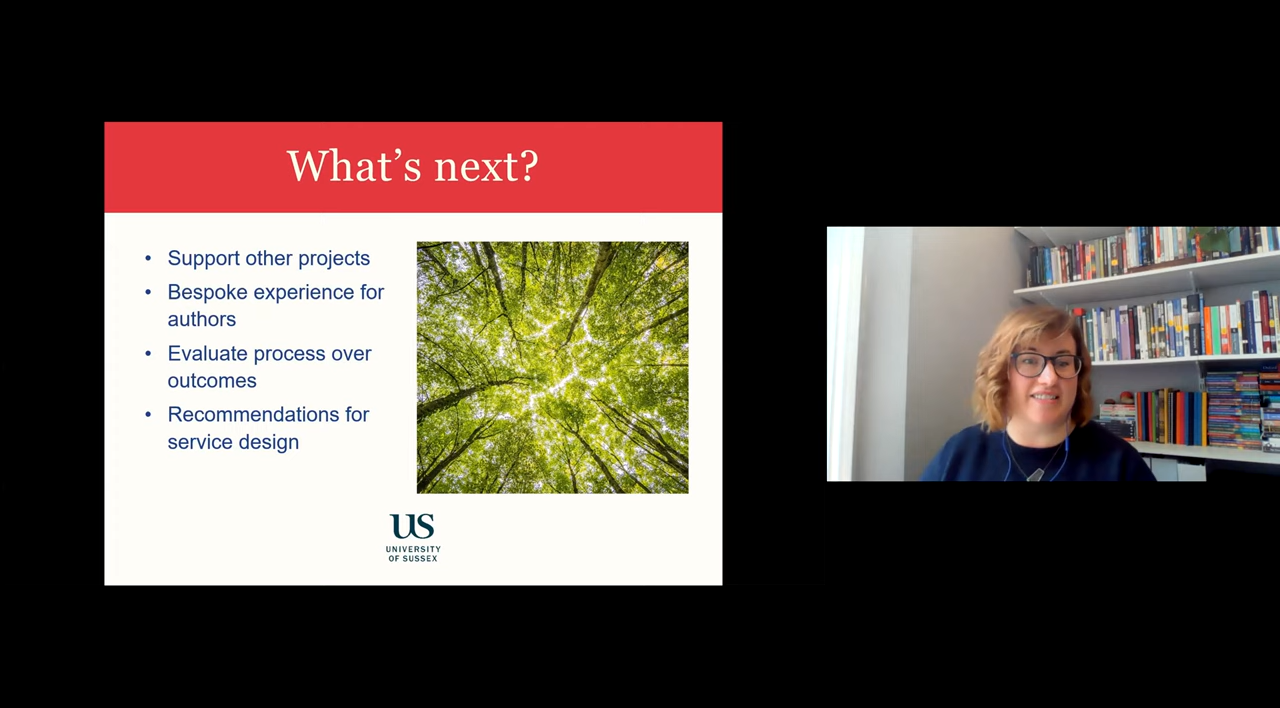 What’s next?
• Support other projects
• Bespoke experience for
authors
• Evaluate process over
outcomes
• Recommendations for
service design
US
UNIVERSITY
OF SUSSEX